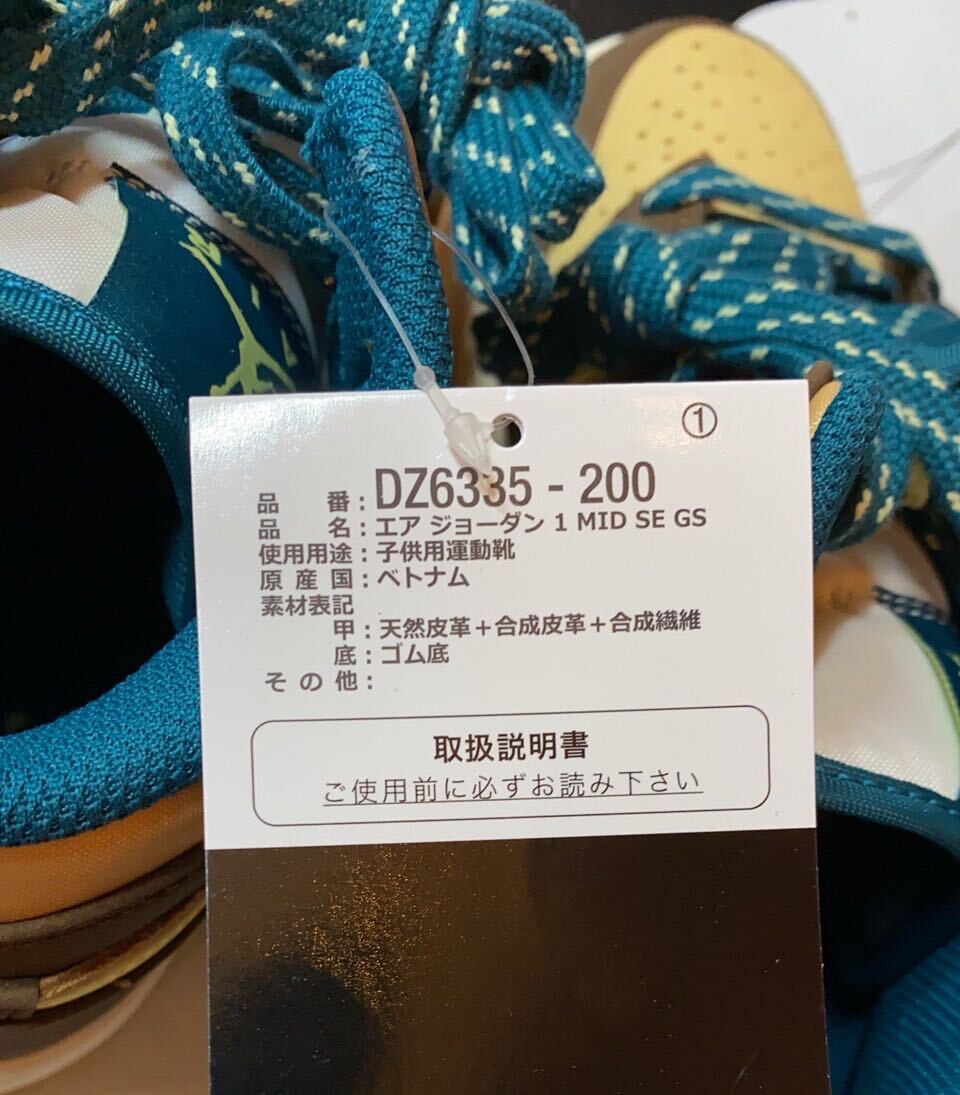 ①
品 番：DZ6335 - 200
品 名：エア ジョーダン 1 MID SE GS
使用用途：子供用運動靴
原 産 国：ベトナム
素材表記
甲：天然皮革＋合成皮革＋合成繊維
底：ゴム底
そ の 他：
取扱説明書
ご使用前に必ずお読み下さい